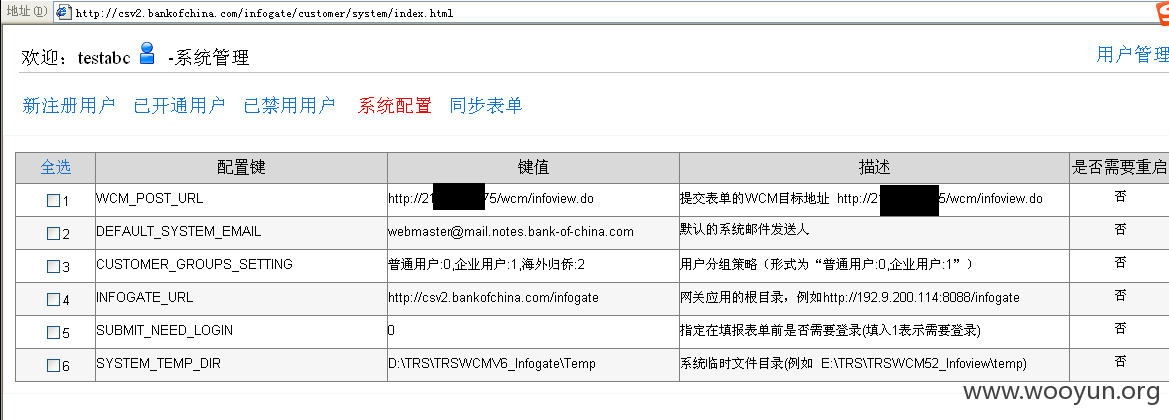 地址(D) http://csv2.bankofchina.com/infogate/customer/system/index.html
欢迎：testabc -系统管理 用户管理
新注册用户 已开通用户 已禁用用户 系统配置 同步表单
全选 配置键 键值 描述 是否需要重启
1 WCM_POST_URL http://21 75/wcm/infoview.do 提交表单的WCM目标地址 http://21 5/wcm/infoview.do 否
2 DEFAULT_SYSTEM_EMAIL webmaster@mail.notes.bank-of-china.com 默认的系统邮件发送人 否
3 CUSTOMER_GROUPS_SETTING 普通用户:0,企业用户:1,海外归侨:2 用户分组策略（形式为“普通用户:0,企业用户:1”） 否
4 INFOGATE_URL http://csv2.bankofchina.com/infogate 网关应用的根目录，例如http://192.9.200.114:8088/infogate 否
5 SUBMIT_NEED_LOGIN 0 指定在填报表单前是否需要登录(填入1表示需要登录) 否
6 SYSTEM_TEMP_DIR D:\TRS\TRSWCMV6_Infogate\Temp 系统临时文件目录(例如 E:\TRS\TRSWCM52_Infoview\temp) 否
www.wooyun.org